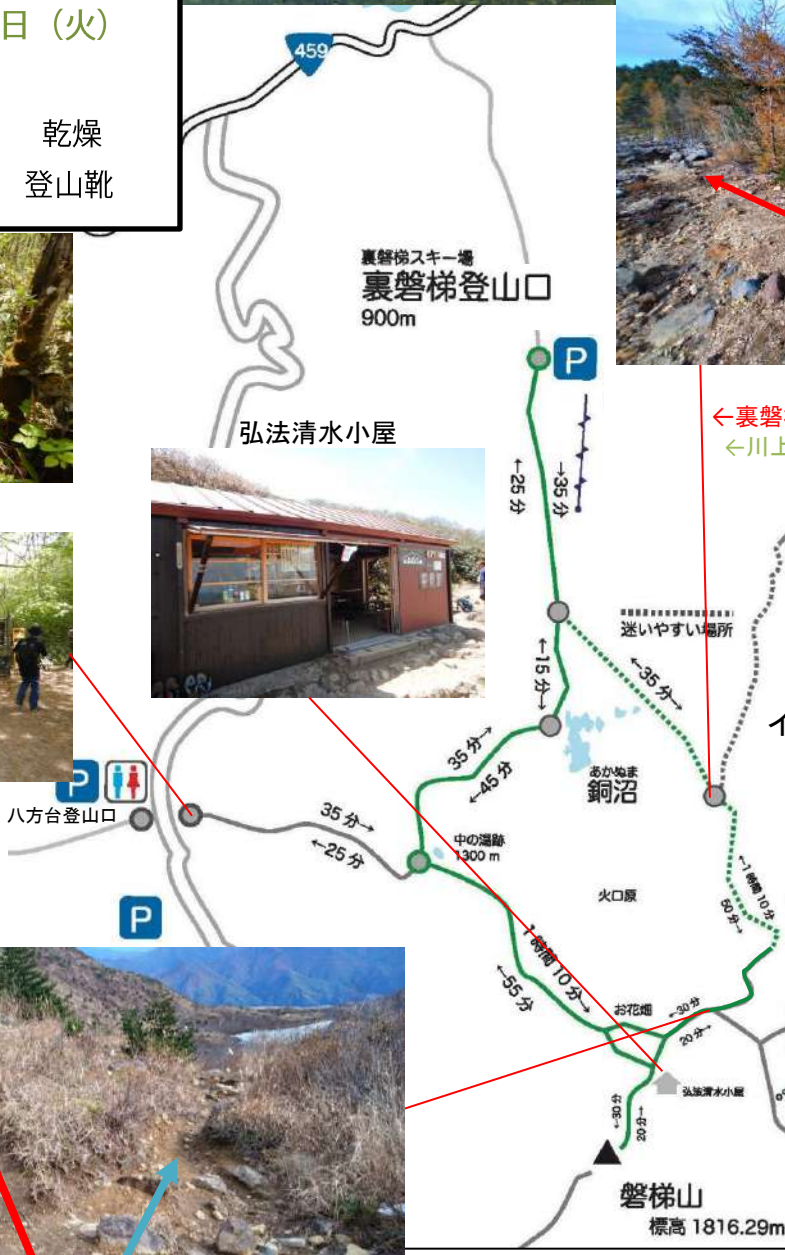 日（火）
乾燥
登山靴
459
裏磐梯スキー場
裏磐梯登山口
900m
P
弘法清水小屋
←裏磐
←川上
←25分
→35分
迷いやすい場所
←15分→
←35分→
35分→
←45分
あかぬま
銅沼
P
八方台登山口
35分→
←25分
中の湯跡
1300 m
火口原
←1時間10分
50分→
P
1時間10分→
←55分
お花畑
←30分
20分→
弘法清水小屋
←30分
20分→
磐梯山
標高 1816.29m